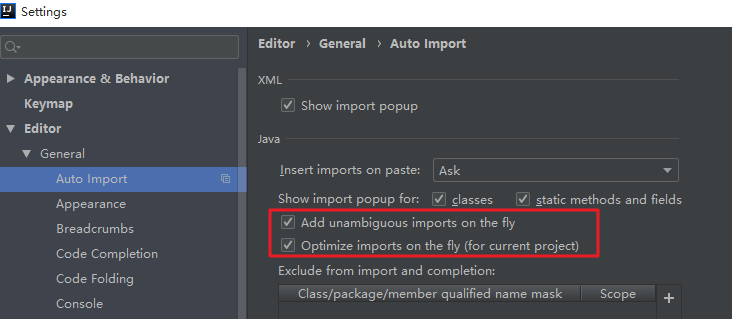 IJ Settings
Editor › General › Auto Import
XML
Appearance & Behavior
Show import popup
Keymap
Editor
Java
General
Insert imports on paste: Ask
Auto Import
Show import popup for: classes static methods and fields
Appearance
Add unambiguous imports on the fly
Breadcrumbs
Optimize imports on the fly (for current project)
Code Completion
Exclude from import and completion:
Code Folding
Class/package/member qualified name mask Scope +
Console